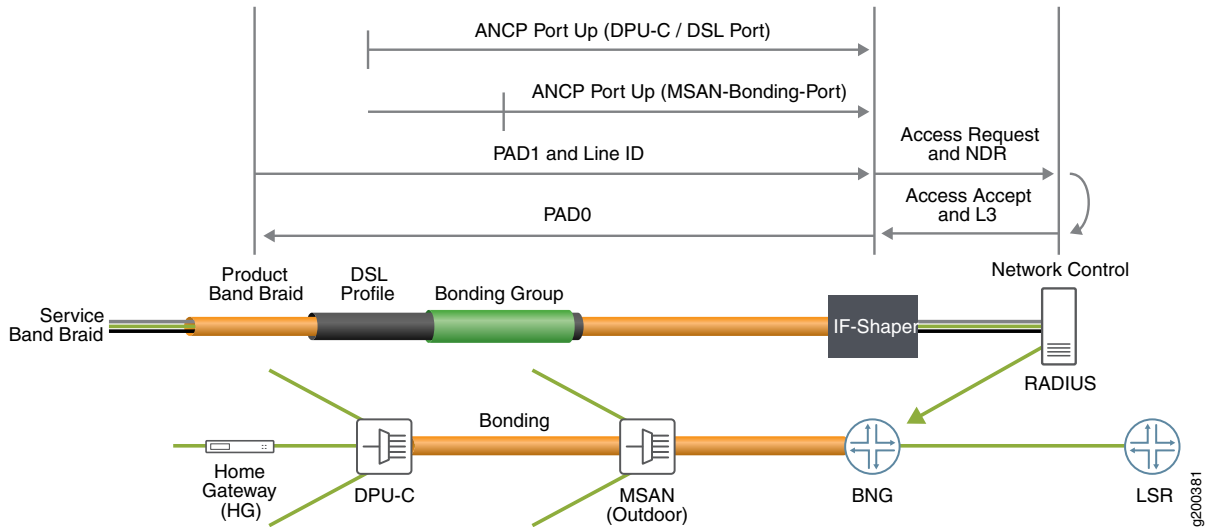 ANCP Port Up (DPU-C / DSL Port)
ANCP Port Up (MSAN-Bonding-Port)
Access Request
and NDR
PAD1 and Line ID
Access Accept
and L3
PAD0
Network Control
Product
Band Braid
DSL
Profile
Bonding Group
Service
Band Braid
IF-Shaper
RADIUS
Bonding
Home
Gateway
(HG)
DPU-C
MSAN
(Outdoor)
BNG
LSR
g200381